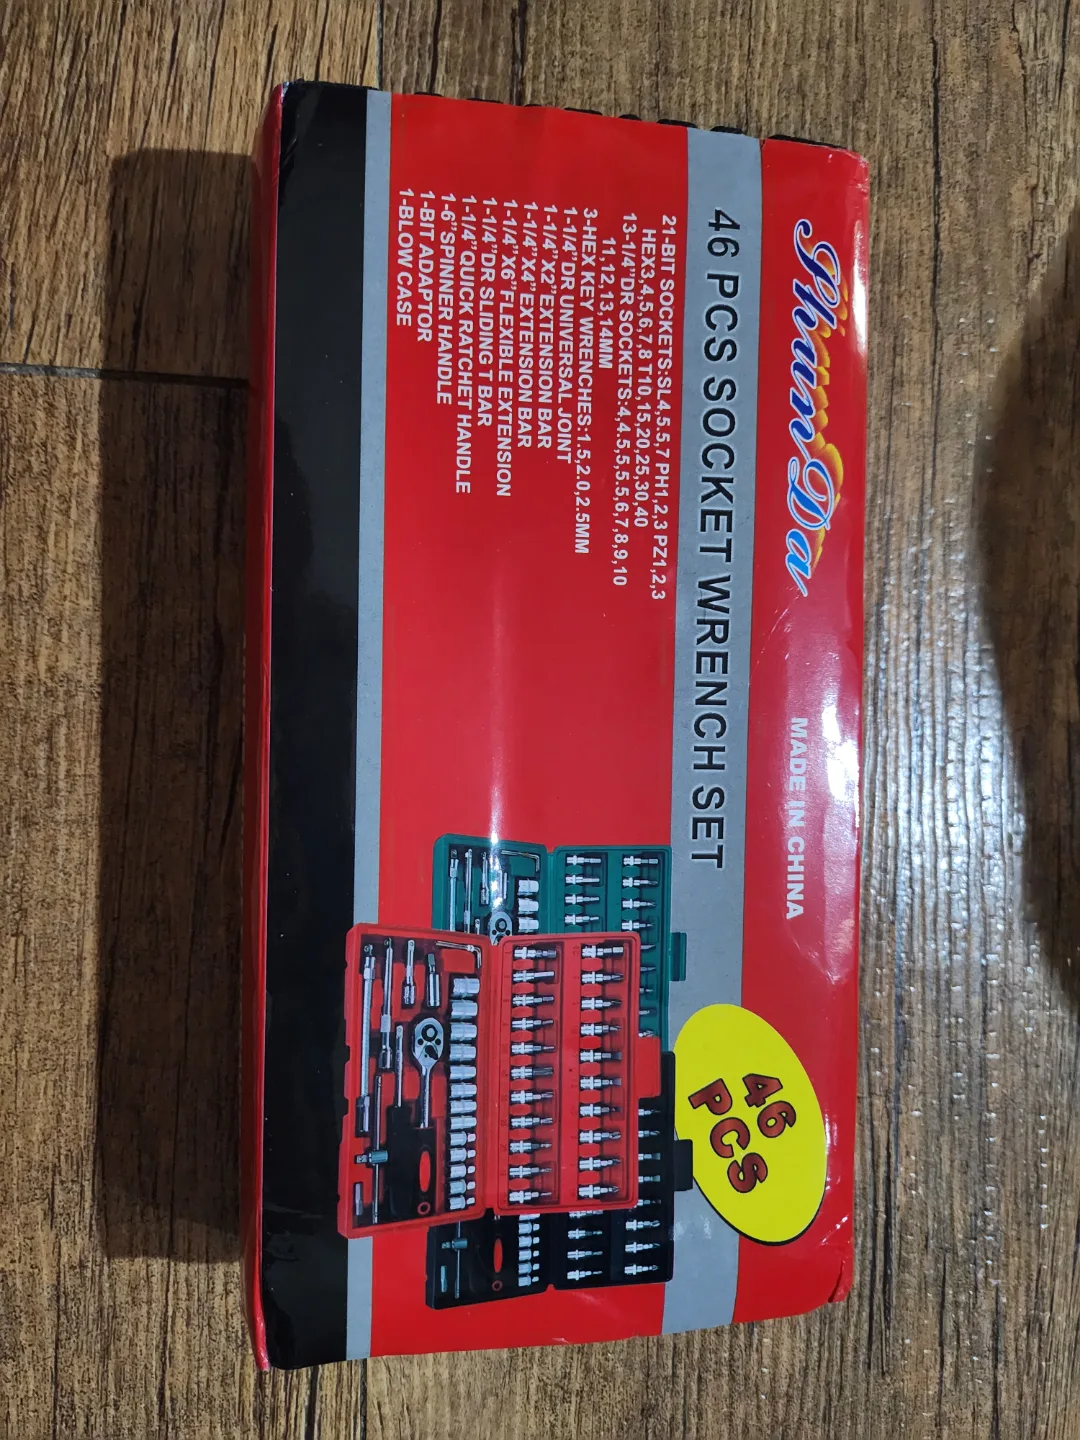 ShunDa
MADE IN CHINA
46 PCS SOCKET WRENCH SET
21-BIT SOCKETS:SL4,5.5,7 PH1,2,3 PZ1,2,3
HEX3,4,5,6,7,8 T10,15,20,25,30,40
13-1/4"DR SOCKETS:4,4.5,5,5.5,6,7,8,9,10
11,12,13,14MM
3-HEX KEY WRENCHES:1.5,2.0,2.5MM
1-1/4"DR UNIVERSAL JOINT
1-1/4"X2"EXTENSION BAR
1-1/4"X4"EXTENSION BAR
1-1/4"X6"FLEXIBLE EXTENSION
1-1/4"DR SLIDING T BAR
1-1/4"QUICK RATCHET HANDLE
1-6"SPINNER HANDLE
1-BIT ADAPTOR
1-BLOW CASE
46
PCS